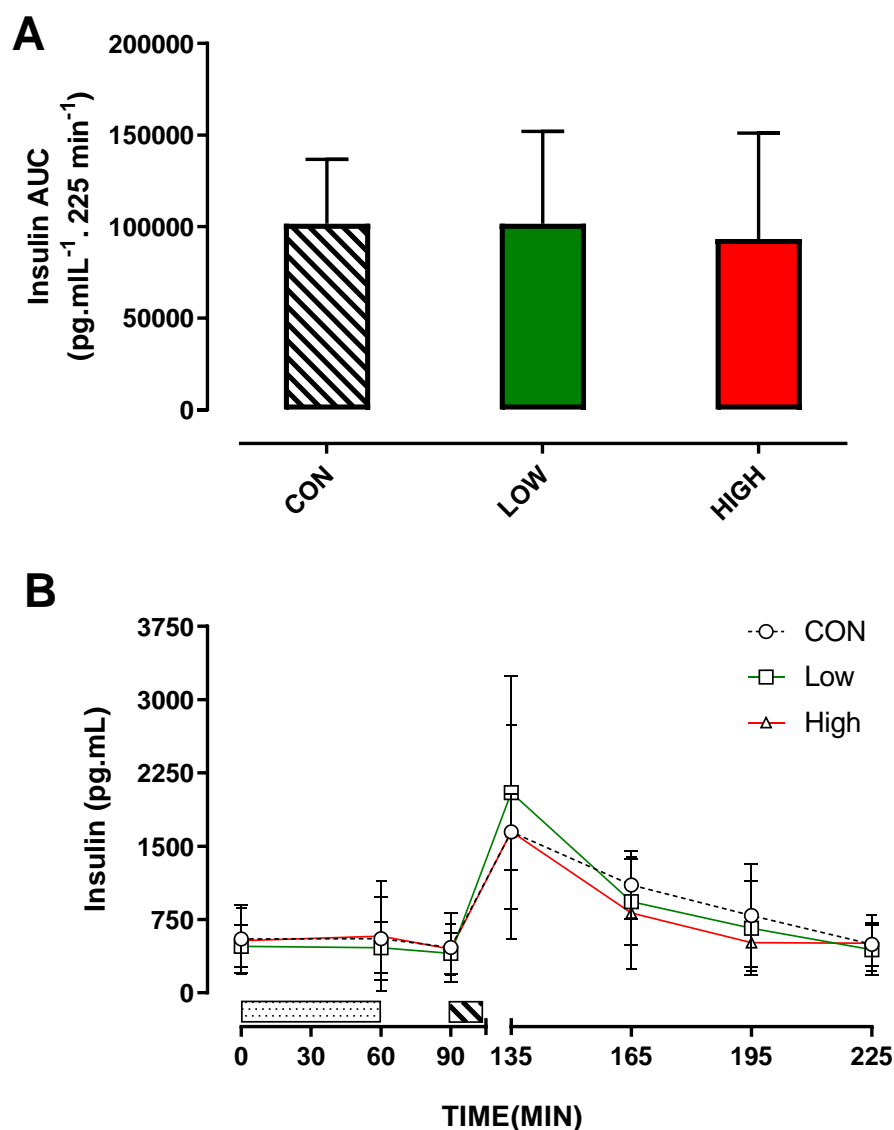 A
200000
150000
100000
50000
0
Insulin AUC
(pg.mlL⁻¹ . 225 min⁻¹)
CON
LOW
HIGH
B
3750
3000
2250
1500
750
0
Insulin (pg.mL)
CON
Low
High
0 30 60 90 135 165 195 225
TIME(MIN)